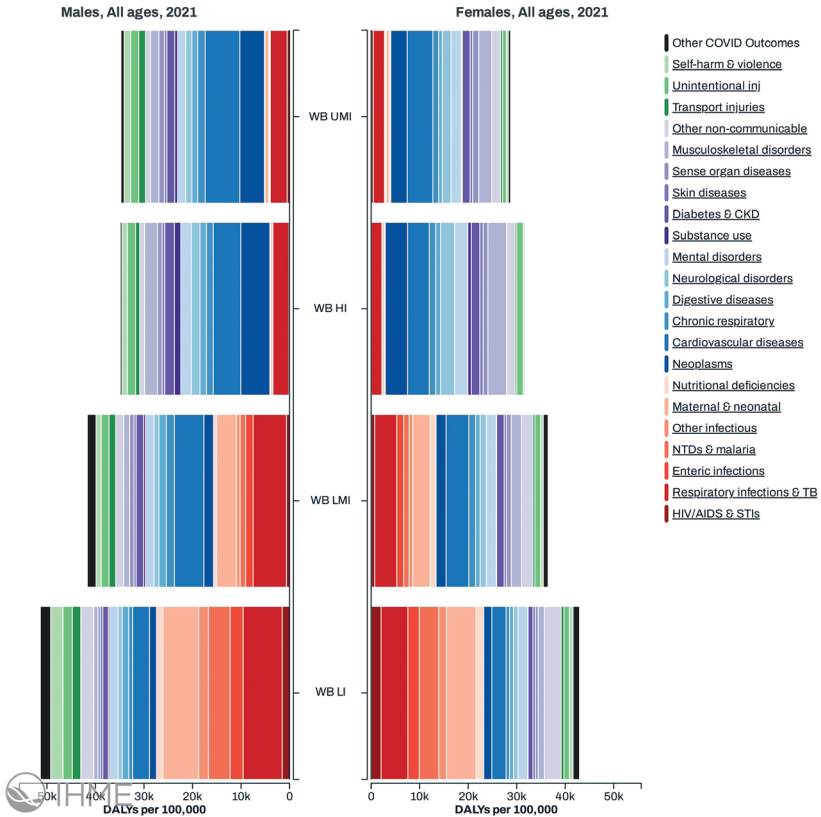 Males, All ages, 2021
Females, All ages, 2021
Other COVID Outcomes
Self-harm & violence
Unintentional inj
Transport injuries
Other non-communicable
Musculoskeletal disorders
Sense organ diseases
Skin diseases
Diabetes & CKD
Substance use
Mental disorders
Neurological disorders
Digestive diseases
Chronic respiratory
Cardiovascular diseases
Neoplasms
Nutritional deficiencies
Maternal & neonatal
Other infectious
NTDs & malaria
Enteric infections
Respiratory infections & TB
HIV/AIDS & STIs
WB UMI
WB HI
WB LMI
WB LI
50k 40k 30k 20k 10k 0
0 10k 20k 30k 40k 50k
DALYs per 100,000
DALYs per 100,000
IHME